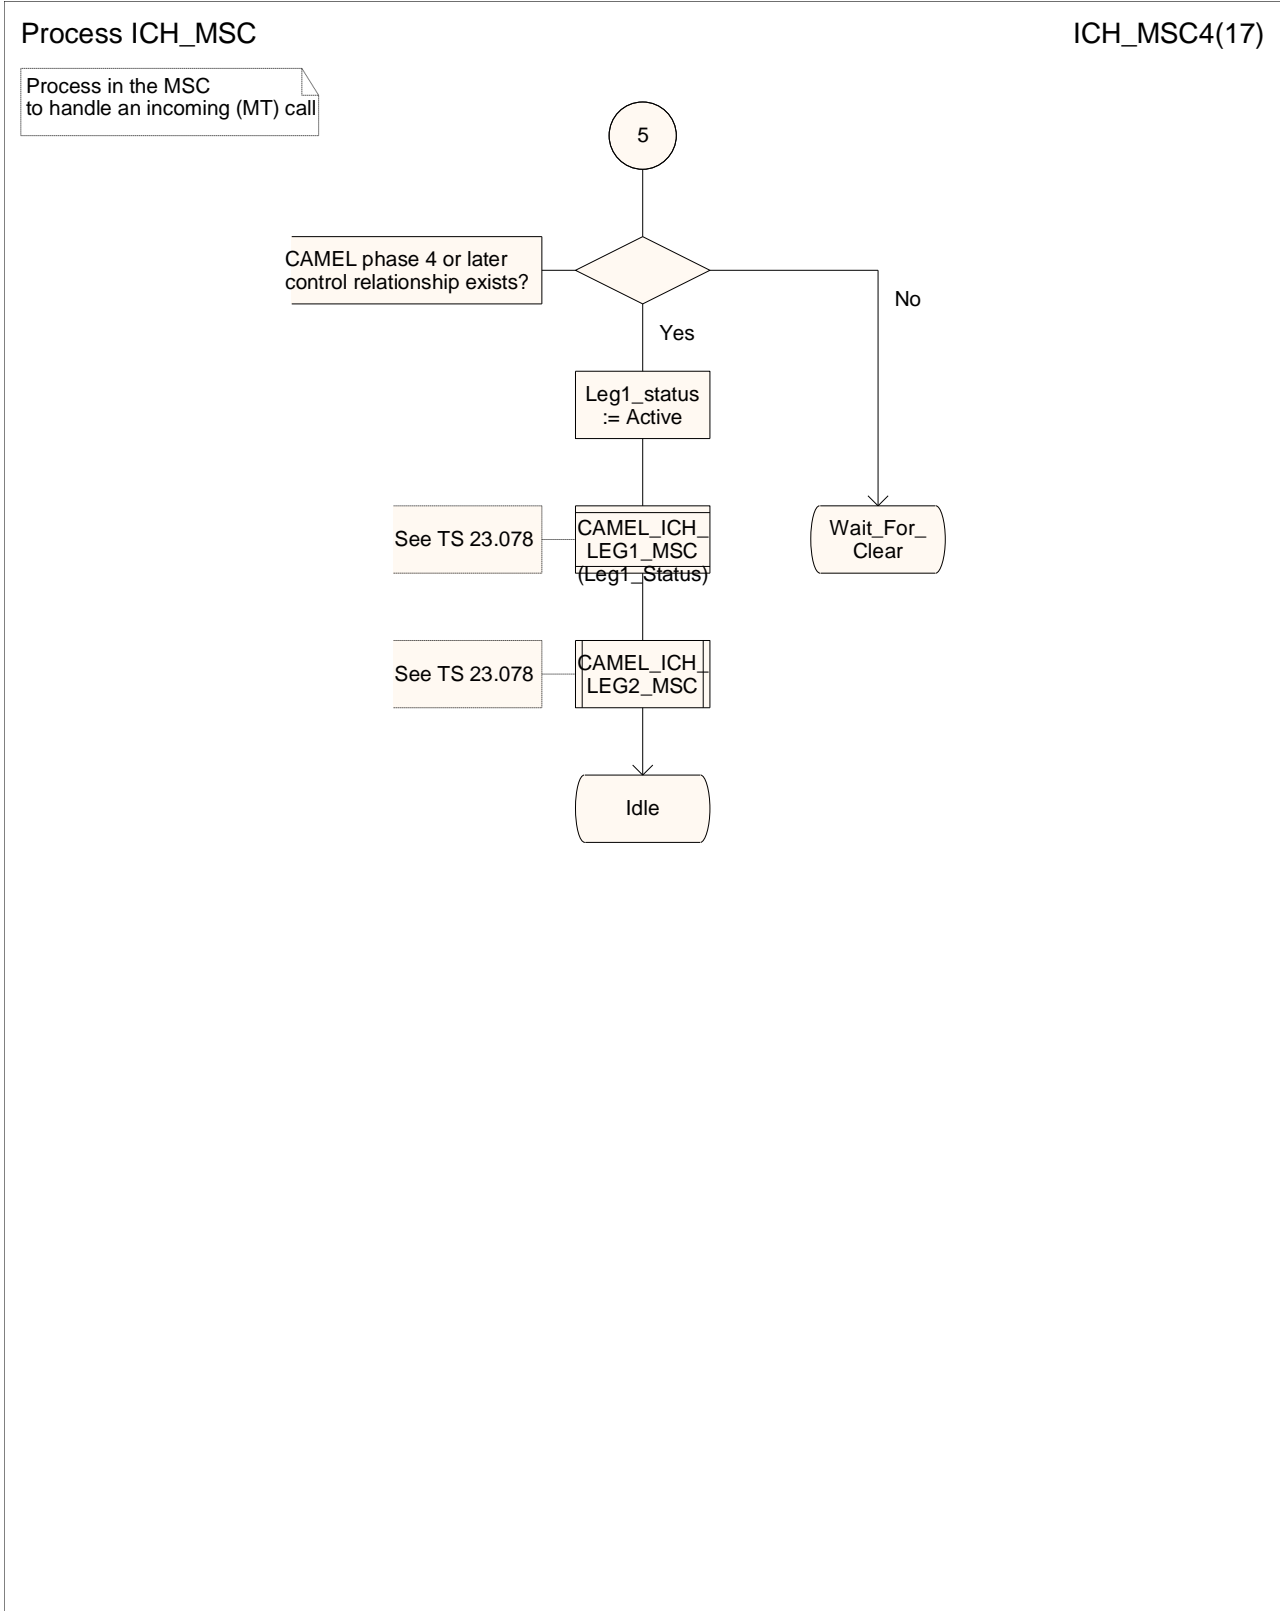 Process ICH_MSC
ICH_MSC4(17)
Process in the MSC
to handle an incoming (MT) call
5
CAMEL phase 4 or later
control relationship exists?
No
Yes
Leg1_status
:= Active
See TS 23.078
CAMEL_ICH_
LEG1_MSC
(Leg1_Status)
Wait_For_
Clear
See TS 23.078
CAMEL_ICH_
LEG2_MSC
Idle